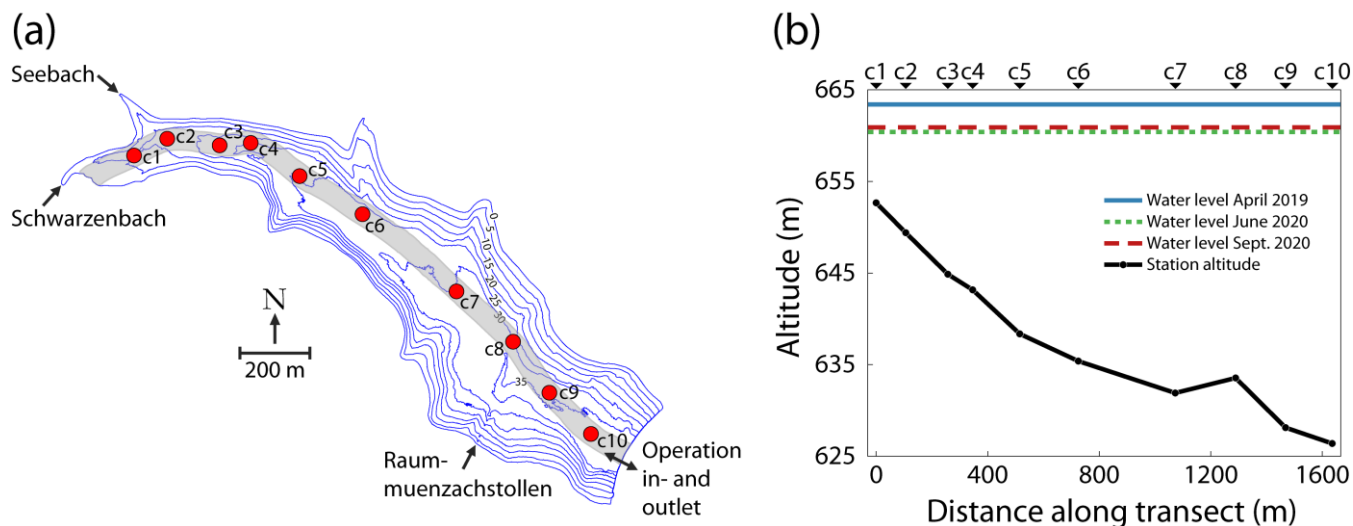 (a)
Seebach
c1
c2
c3
c4
c5
c6
c7
c8
c9
c10
0
5
10
15
20
25
30
35
Schwarzenbach
N
200 m
Raum-
muenzachstollen
Operation
in- and
outlet
(b)
c1 c2 c3 c4 c5 c6 c7 c8 c9 c10
665
655
645
635
625
Altitude (m)
Water level April 2019
Water level June 2020
Water level Sept. 2020
Station altitude
0 400 800 1200 1600
Distance along transect (m)